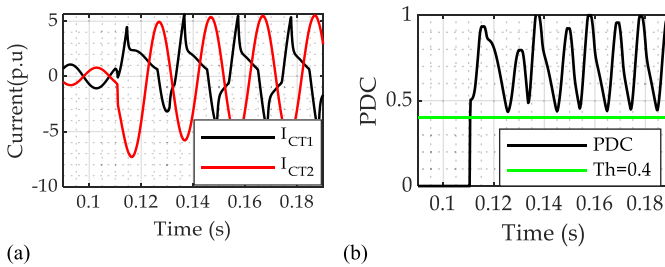 Current(p.u)
5
0
-5
-10
I_CT1
I_CT2
0.1 0.12 0.14 0.16 0.18
Time (s)
(a)
PDC
1
0.5
0
PDC
Th=0.4
0.1 0.12 0.14 0.16 0.18
Time (s)
(b)